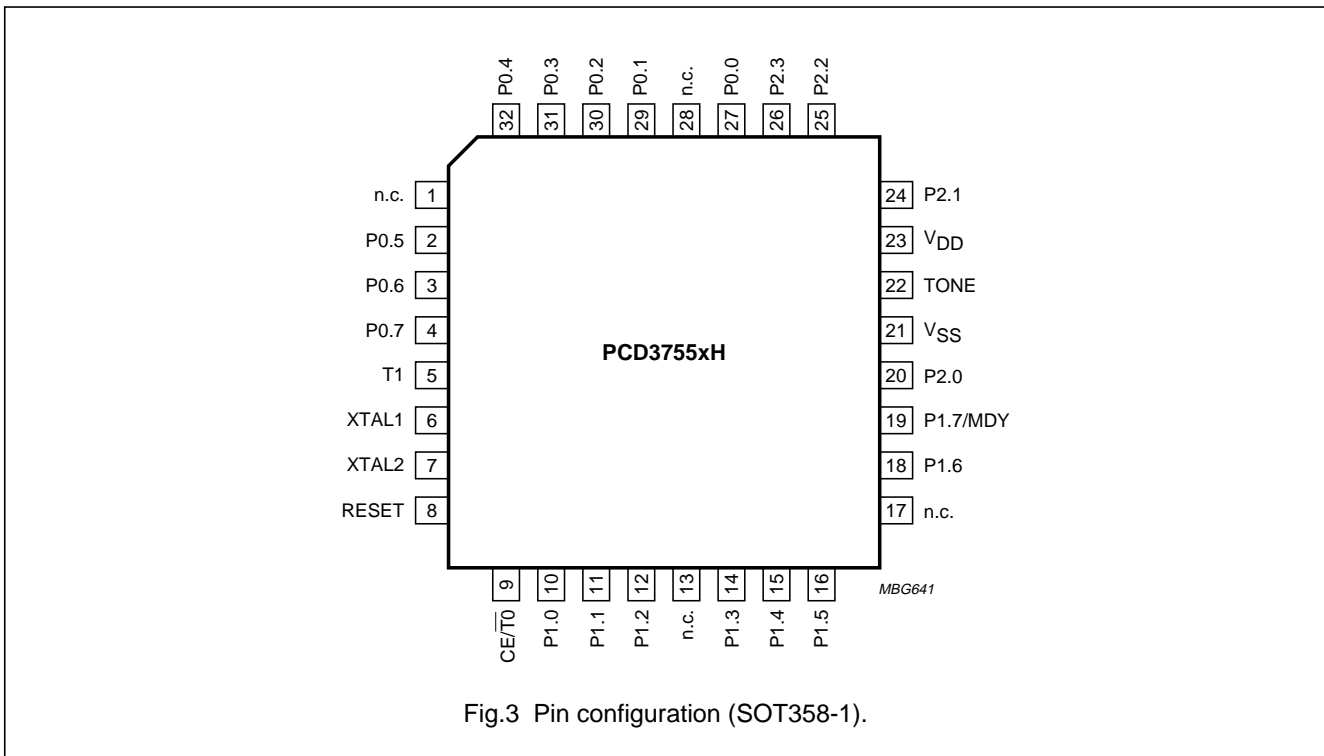 32 P0.4
31 P0.3
30 P0.2
29 P0.1
28 n.c.
27 P0.0
26 P2.3
25 P2.2
n.c. 1
P0.5 2
P0.6 3
P0.7 4
T1 5
XTAL1 6
XTAL2 7
RESET 8
PCD3755xH
24 P2.1
23 VDD
22 TONE
21 VSS
20 P2.0
19 P1.7/MDY
18 P1.6
17 n.c.
CE/T̅0̅ 9
P1.0 10
P1.1 11
P1.2 12
n.c. 13
P1.3 14
P1.4 15
P1.5 16
MBG641
Fig.3 Pin configuration (SOT358-1).